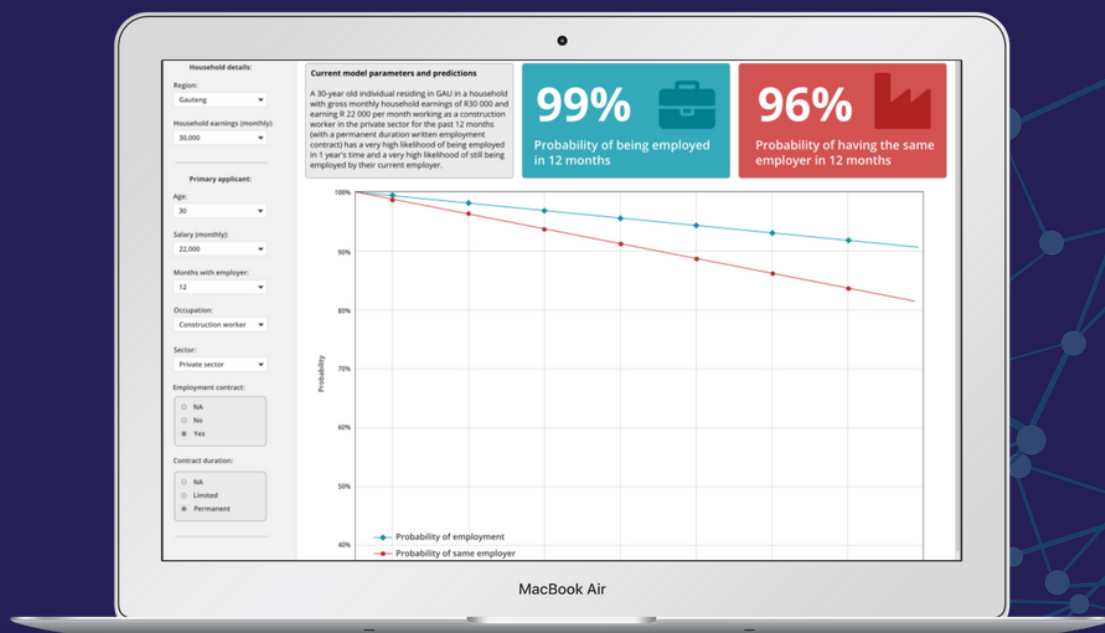 Household details:
Region:
Gauteng
Household earnings (monthly):
30,000
Primary applicant:
Age:
30
Salary (monthly):
22,000
Months with employer:
12
Occupation:
Construction worker
Sector:
Private sector
Employment contract:
NA
No
Yes
Contract duration:
NA
Limited
Permanent
Current model parameters and predictions
A 30-year old individual residing in GAU in a household
with gross monthly household earnings of R30 000 and
earning R 22 000 per month working as a construction
worker in the private sector for the past 12 months
(with a permanent duration written employment
contract) has a very high likelihood of being employed
in 1 year's time and a very high likelihood of still being
employed by their current employer.
99%
Probability of being employed
in 12 months
96%
Probability of having the same
employer in 12 months
100%
90%
80%
70%
60%
50%
40%
Probability
Probability of employment
Probability of same employer
MacBook Air